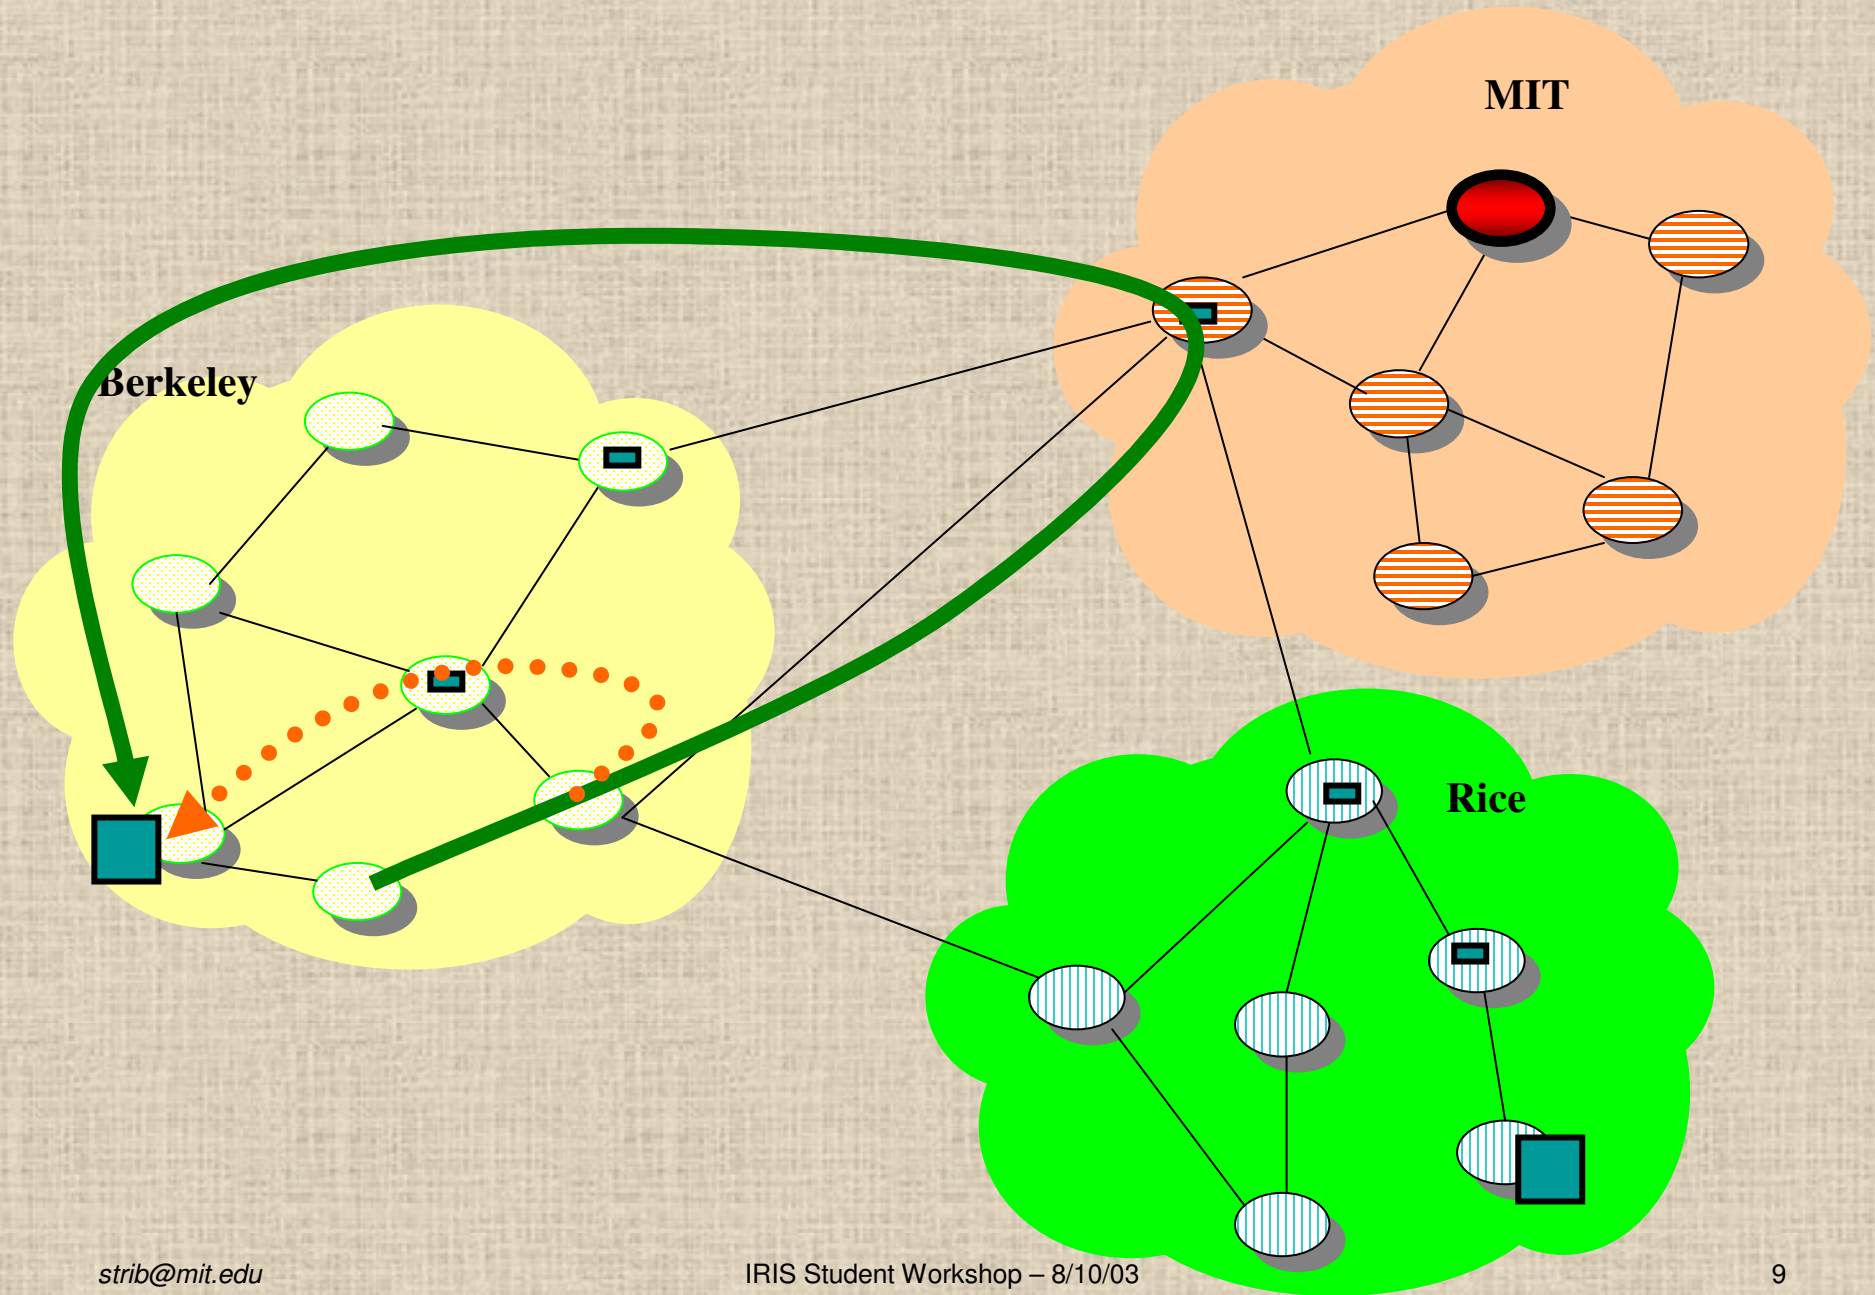 MIT
Berkeley
Rice
strib@mit.edu
IRIS Student Workshop – 8/10/03
9